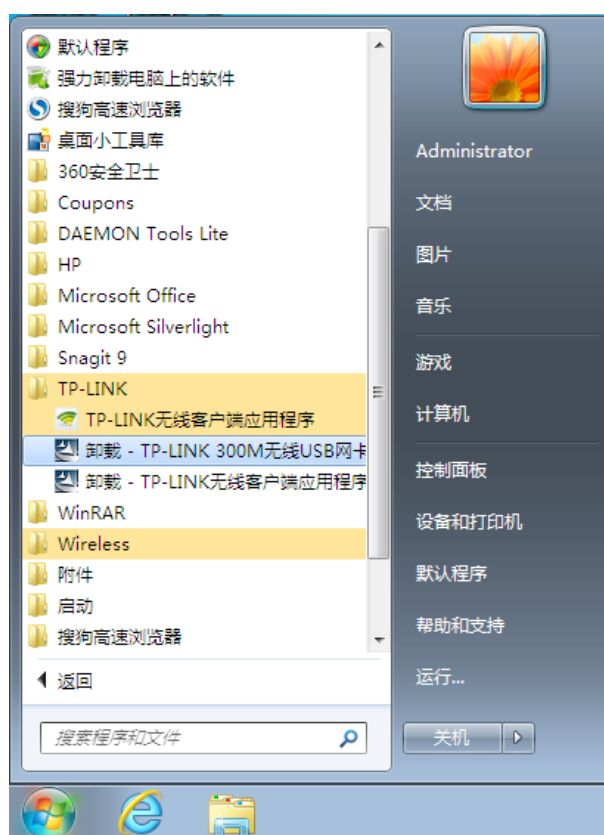 默认程序
强力卸载电脑上的软件
搜狗高速浏览器
桌面小工具库
360安全卫士
Coupons
DAEMON Tools Lite
HP
Microsoft Office
Microsoft Silverlight
Snagit 9
TP-LINK
TP-LINK无线客户端应用程序
卸载 - TP-LINK 300M无线USB网卡
卸载 - TP-LINK无线客户端应用程序
WinRAR
Wireless
附件
启动
搜狗高速浏览器
返回
搜索程序和文件
Administrator
文档
图片
音乐
游戏
计算机
控制面板
设备和打印机
默认程序
帮助和支持
运行...
关机